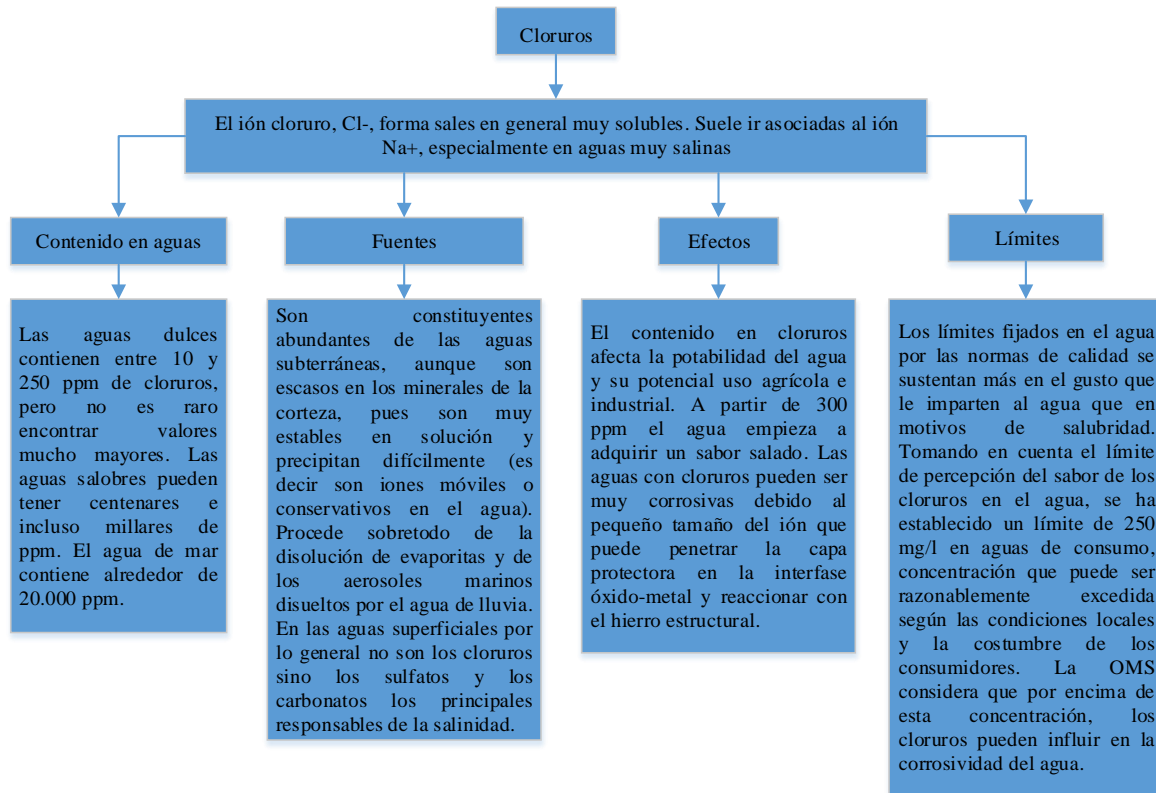 Cloruros
El ión cloruro, Cl-, forma sales en general muy solubles. Suele ir asociadas al ión
Na+, especialmente en aguas muy salinas
Contenido en aguas
Fuentes
Efectos
Límites
Las aguas dulces
contienen entre 10 y
250 ppm de cloruros,
pero no es raro
encontrar valores
mucho mayores. Las
aguas salobres pueden
tener centenares e
incluso millares de
ppm. El agua de mar
contiene alrededor de
20.000 ppm.
Son constituyentes
abundantes de las aguas
subterráneas, aunque son
escasos en los minerales de la
corteza, pues son muy
estables en solución y
precipitan difícilmente (es
decir son iones móviles o
conservativos en el agua).
Procede sobretodo de la
disolución de evaporitas y de
los aerosoles marinos
disueltos por el agua de lluvia.
En las aguas superficiales por
lo general no son los cloruros
sino los sulfatos y los
carbonatos los principales
responsables de la salinidad.
El contenido en cloruros
afecta la potabilidad del agua
y su potencial uso agrícola e
industrial. A partir de 300
ppm el agua empieza a
adquirir un sabor salado. Las
aguas con cloruros pueden ser
muy corrosivas debido al
pequeño tamaño del ión que
puede penetrar la capa
protectora en la interfase
óxido-metal y reaccionar con
el hierro estructural.
Los límites fijados en el agua
por las normas de calidad se
sustentan más en el gusto que
le imparten al agua que en
motivos de salubridad.
Tomando en cuenta el límite
de percepción del sabor de los
cloruros en el agua, se ha
establecido un límite de 250
mg/l en aguas de consumo,
concentración que puede ser
razonablemente excedida
según las condiciones locales
y la costumbre de los
consumidores. La OMS
considera que por encima de
esta concentración, los
cloruros pueden influir en la
corrosividad del agua.